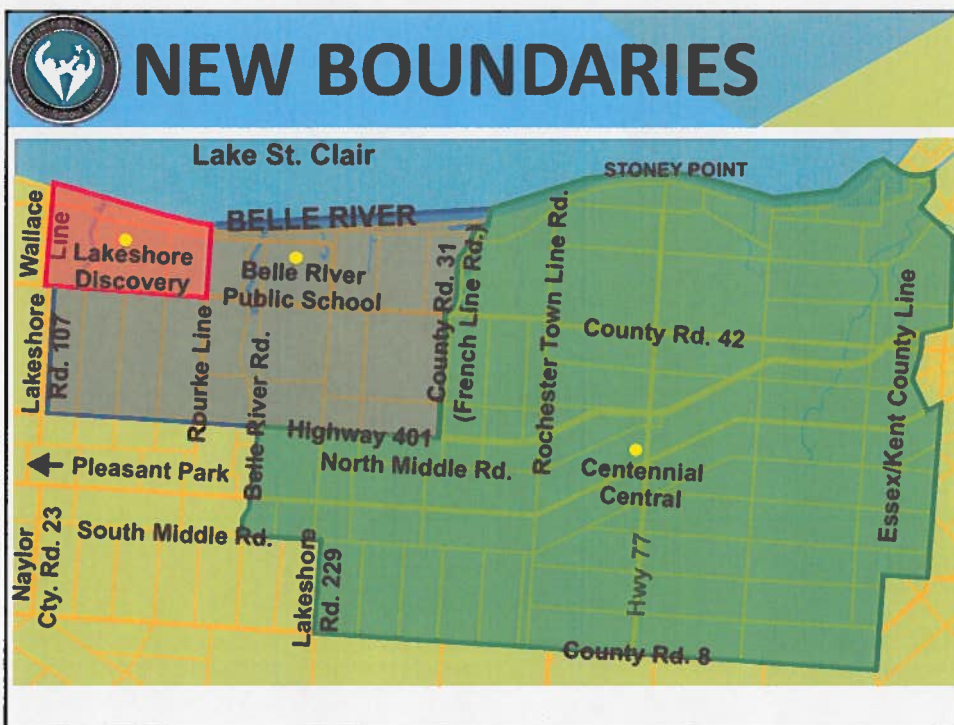 NEW BOUNDARIES
Lake St. Clair
STONEY POINT
BELLE RIVER
Lakeshore Wallace Line
Lakeshore
Discovery
Belle RIver
Public School
County Rd. 31
(French Line Rd.)
Rochester Town Line Rd.
County Rd. 42
Essex/Kent County Line
Lakeshore
Rd. 107
Rourke Line
Belle River Rd.
Highway 401
North Middle Rd.
Pleasant Park
Centennial
Central
South Middle Rd.
Naylor
Cty. Rd. 23
Lakeshore
Rd. 229
Hwy 77
County Rd. 8